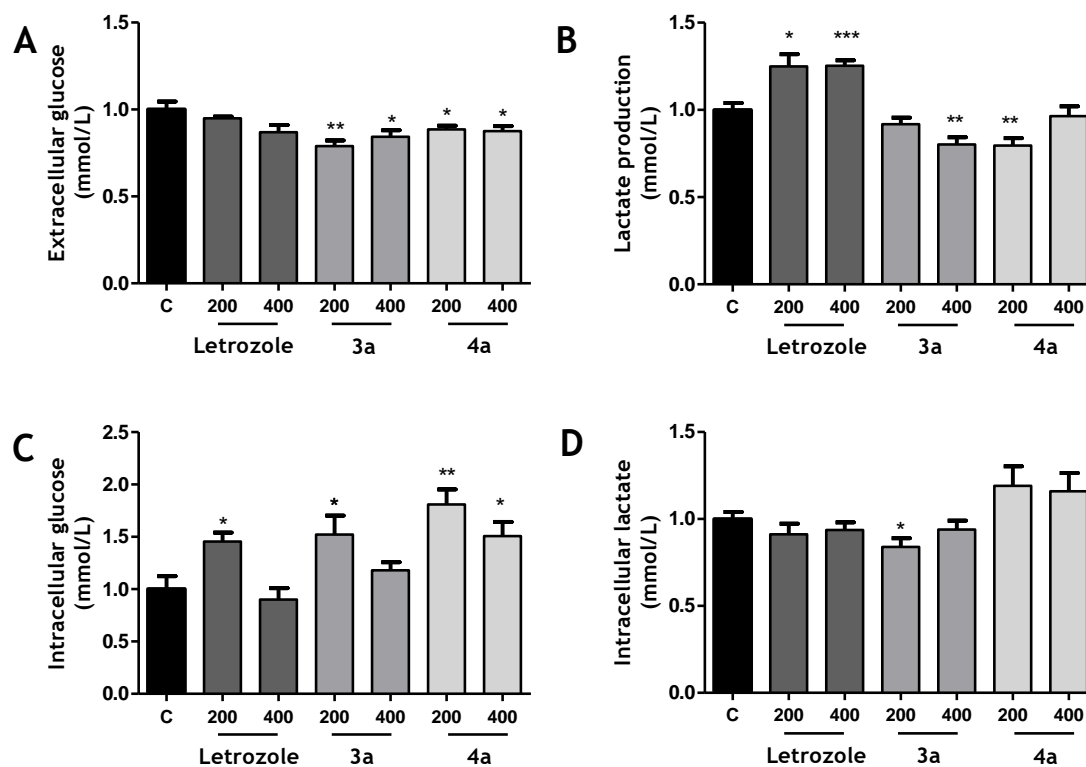 A
Extracellular glucose
(mmol/L)
1.5
1.0
0.5
0.0
** * * *
C 200 400 200 400 200 400
Letrozole 3a 4a
B
Lactate production
(mmol/L)
1.5
1.0
0.5
0.0
* *** ** **
C 200 400 200 400 200 400
Letrozole 3a 4a
C
Intracellular glucose
(mmol/L)
2.5
2.0
1.5
1.0
0.5
0.0
* * ** *
C 200 400 200 400 200 400
Letrozole 3a 4a
D
Intracellular lactate
(mmol/L)
1.5
1.0
0.5
0.0
*
C 200 400 200 400 200 400
Letrozole 3a 4a